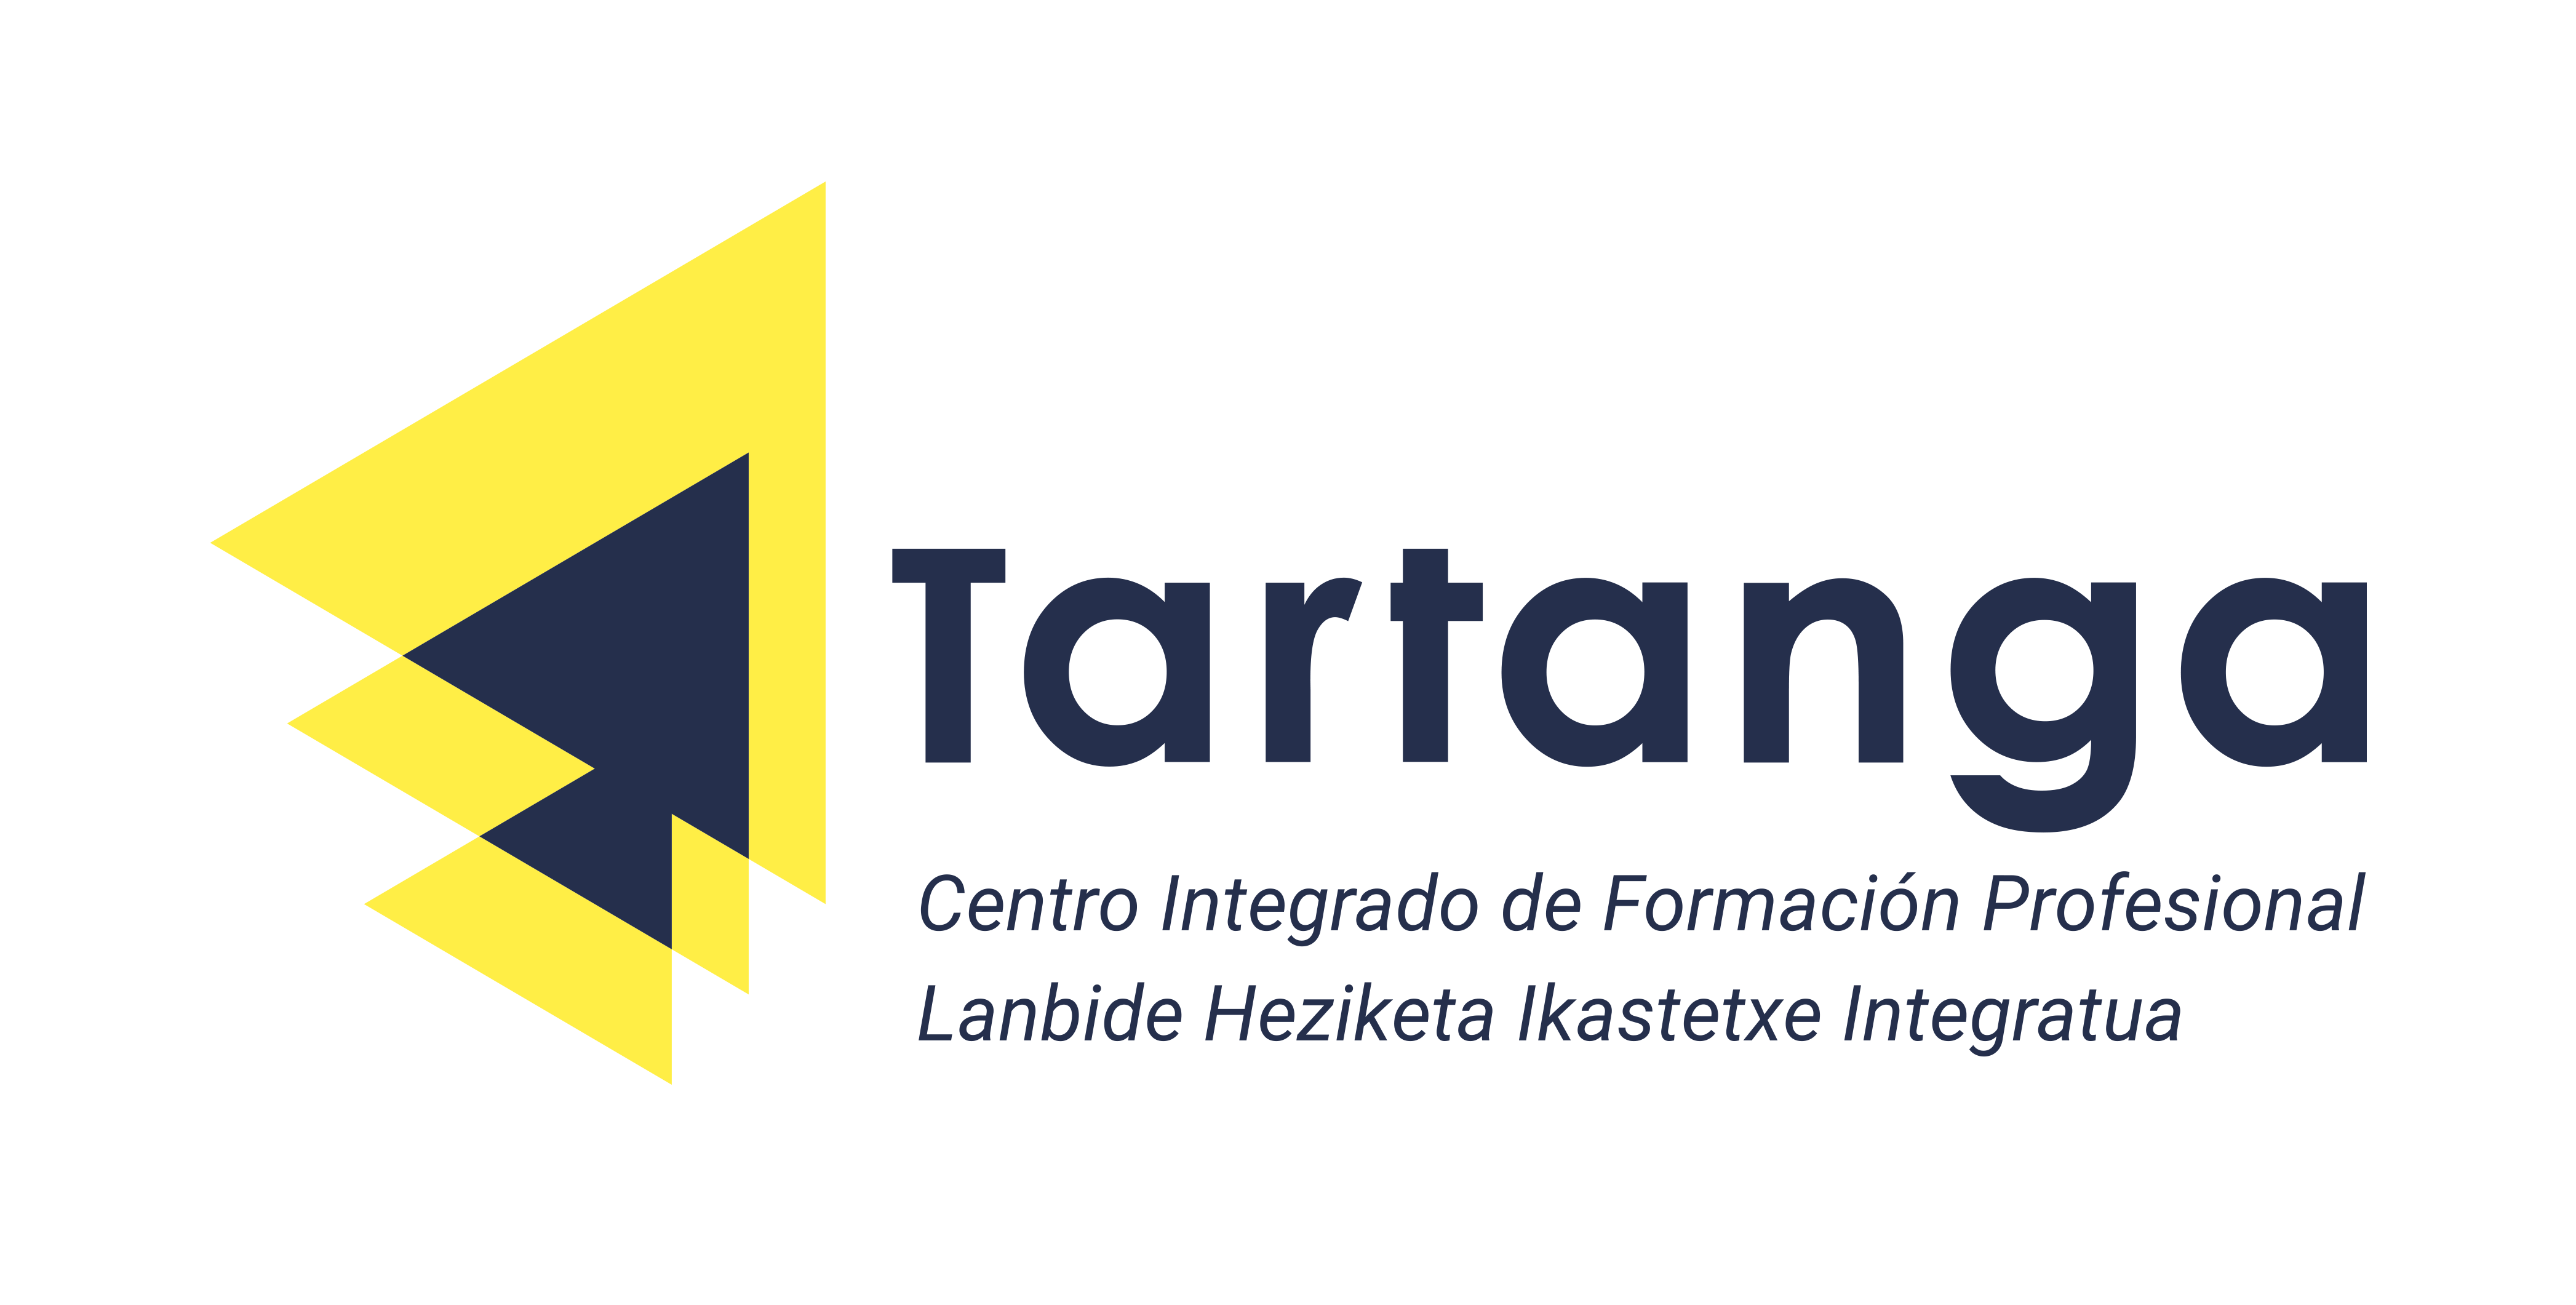 Tartanga
Centro Integrado de Formación Profesional
Lanbide Heziketa Ikastetxe Integratua